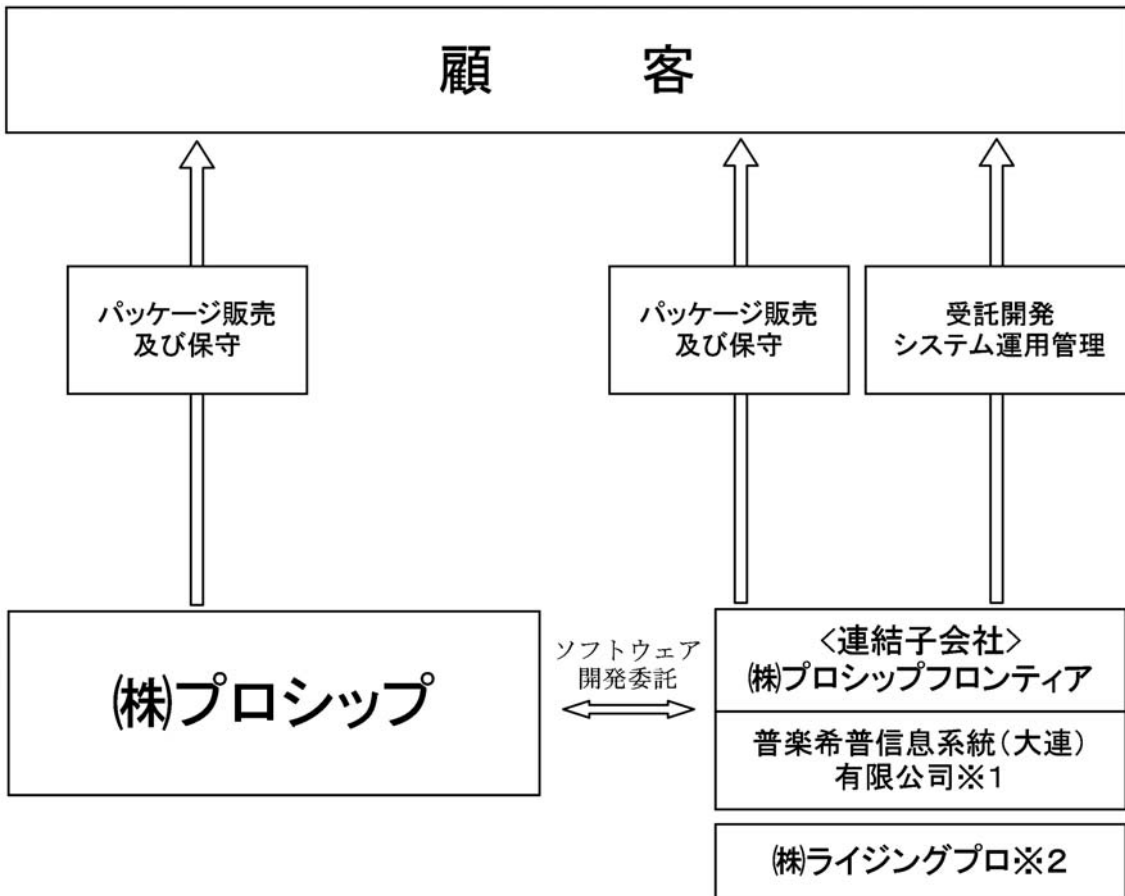 顧　客
パッケージ販売
及び保守
パッケージ販売
及び保守
受託開発
システム運用管理
㈱プロシップ
ソフトウェア
開発委託
<連結子会社>
㈱プロシップフロンティア
普楽希普信息系統(大連)
有限公司※1
㈱ライジングプロ※2